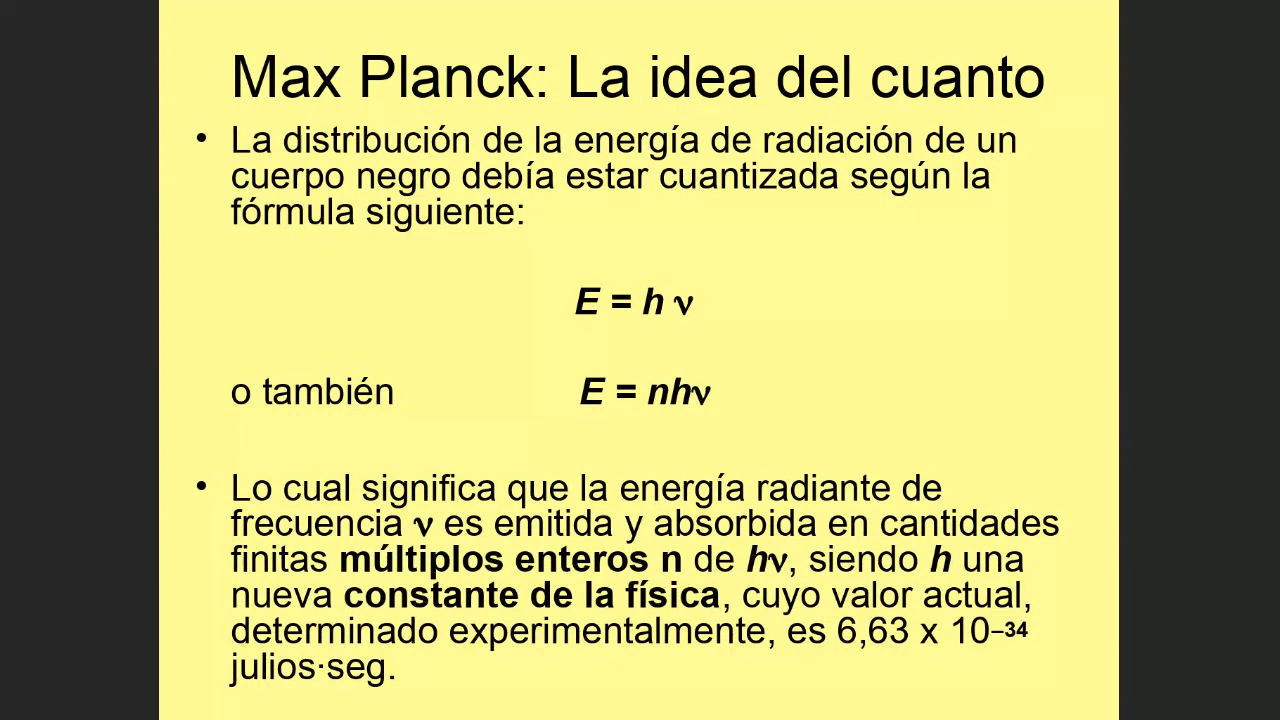 Max Planck: La idea del cuanto
• La distribución de la energía de radiación de un
cuerpo negro debía estar cuantizada según la
fórmula siguiente:
E = h ν
o también E = nhν
• Lo cual significa que la energía radiante de
frecuencia ν es emitida y absorbida en cantidades
finitas múltiplos enteros n de hν, siendo h una
nueva constante de la física, cuyo valor actual,
determinado experimentalmente, es 6,63 x 10⁻³⁴
julios·seg.